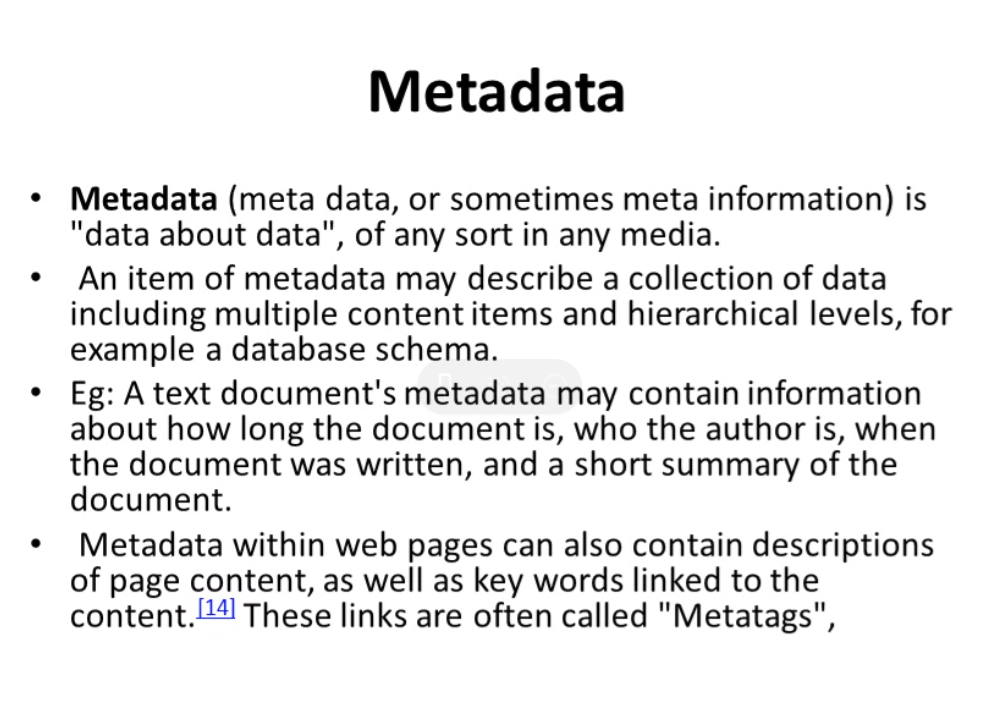 Metadata
• Metadata (meta data, or sometimes meta information) is
"data about data", of any sort in any media.
• An item of metadata may describe a collection of data
including multiple content items and hierarchical levels, for
example a database schema.
• Eg: A text document's metadata may contain information
about how long the document is, who the author is, when
the document was written, and a short summary of the
document.
• Metadata within web pages can also contain descriptions
of page content, as well as key words linked to the
content.[14] These links are often called "Metatags",